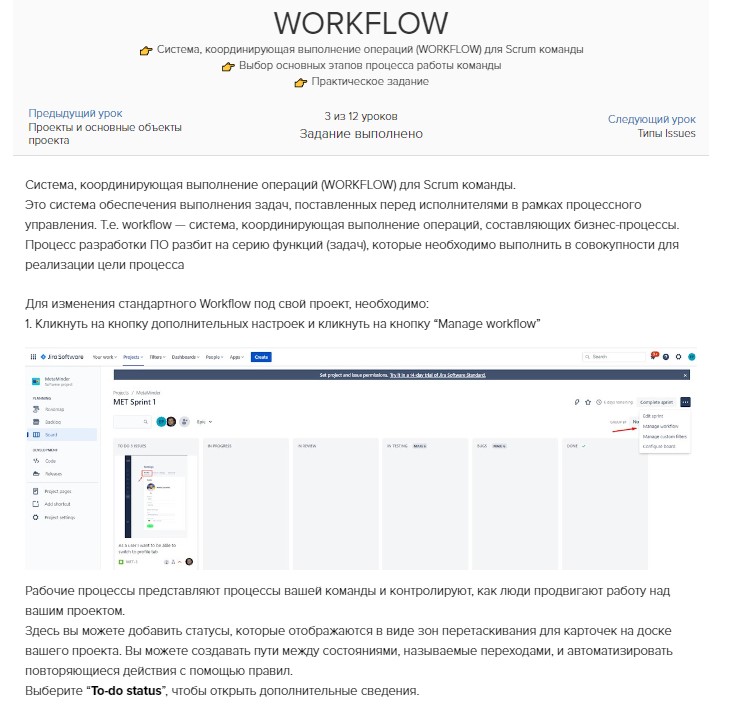 WORKFLOW
👉 Система, координирующая выполнение операций (WORKFLOW) для Scrum команды
👉 Выбор основных этапов процесса работы команды
👉 Практическое задание
Предыдущий урок
Проекты и основные объекты
проекта
3 из 12 уроков
Задание выполнено
Следующий урок
Типы Issues
Система, координирующая выполнение операций (WORKFLOW) для Scrum команды.
Это система обеспечения выполнения задач, поставленных перед исполнителями в рамках процессного
управления. Т.е. workflow — система, координирующая выполнение операций, составляющих бизнес-процессы.
Процесс разработки ПО разбит на серию функций (задач), которые необходимо выполнить в совокупности для
реализации цели процесса
Для изменения стандартного Workflow под свой проект, необходимо:
1. Кликнуть на кнопку дополнительных настроек и кликнуть на кнопку “Manage workflow”
Jira Software Your work Projects Filters Dashboards People Apps Create Search
Set project and issue permissions. Try it in a 14-day trial of Jira Software Standard.
MetaMinder
Software project
PLANNING
Roadmap
Backlog
Board
DEVELOPMENT
Code
Releases
Project pages
Add shortcut
Project settings
Projects / MetaMinder
MET Sprint 1
Complete sprint
Epic
Edit sprint
Manage workflow
Manage custom filters
Configure board
TO DO 1 ISSUE
IN PROGRESS
IN REVIEW
IN TESTING
BUGS
DONE
As a user I want to be able to
switch to profile tab
Рабочие процессы представляют процессы вашей команды и контролируют, как люди продвигают работу над
вашим проектом.
Здесь вы можете добавить статусы, которые отображаются в виде зон перетаскивания для карточек на доске
вашего проекта. Вы можете создавать пути между состояниями, называемые переходами, и автоматизировать
повторяющиеся действия с помощью правил.
Выберите “To-do status”, чтобы открыть дополнительные сведения.